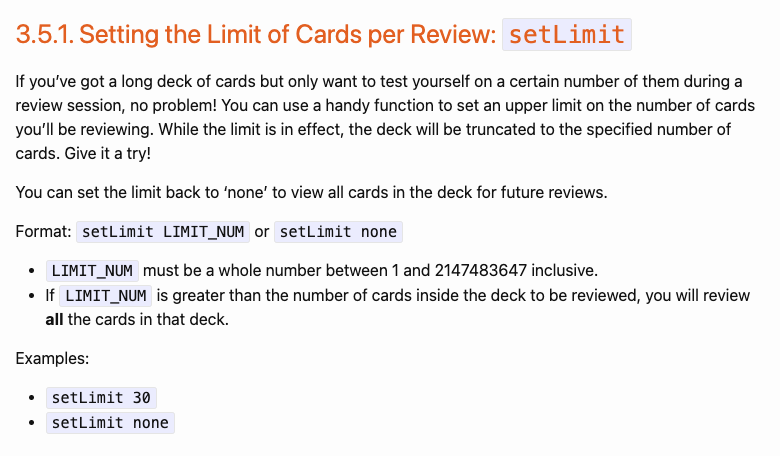 3.5.1. Setting the Limit of Cards per Review: setLimit
If you’ve got a long deck of cards but only want to test yourself on a certain number of them during a
review session, no problem! You can use a handy function to set an upper limit on the number of cards
you’ll be reviewing. While the limit is in effect, the deck will be truncated to the specified number of
cards. Give it a try!
You can set the limit back to ‘none’ to view all cards in the deck for future reviews.
Format: setLimit LIMIT_NUM or setLimit none
• LIMIT_NUM must be a whole number between 1 and 2147483647 inclusive.
• If LIMIT_NUM is greater than the number of cards inside the deck to be reviewed, you will review
all the cards in that deck.
Examples:
• setLimit 30
• setLimit none